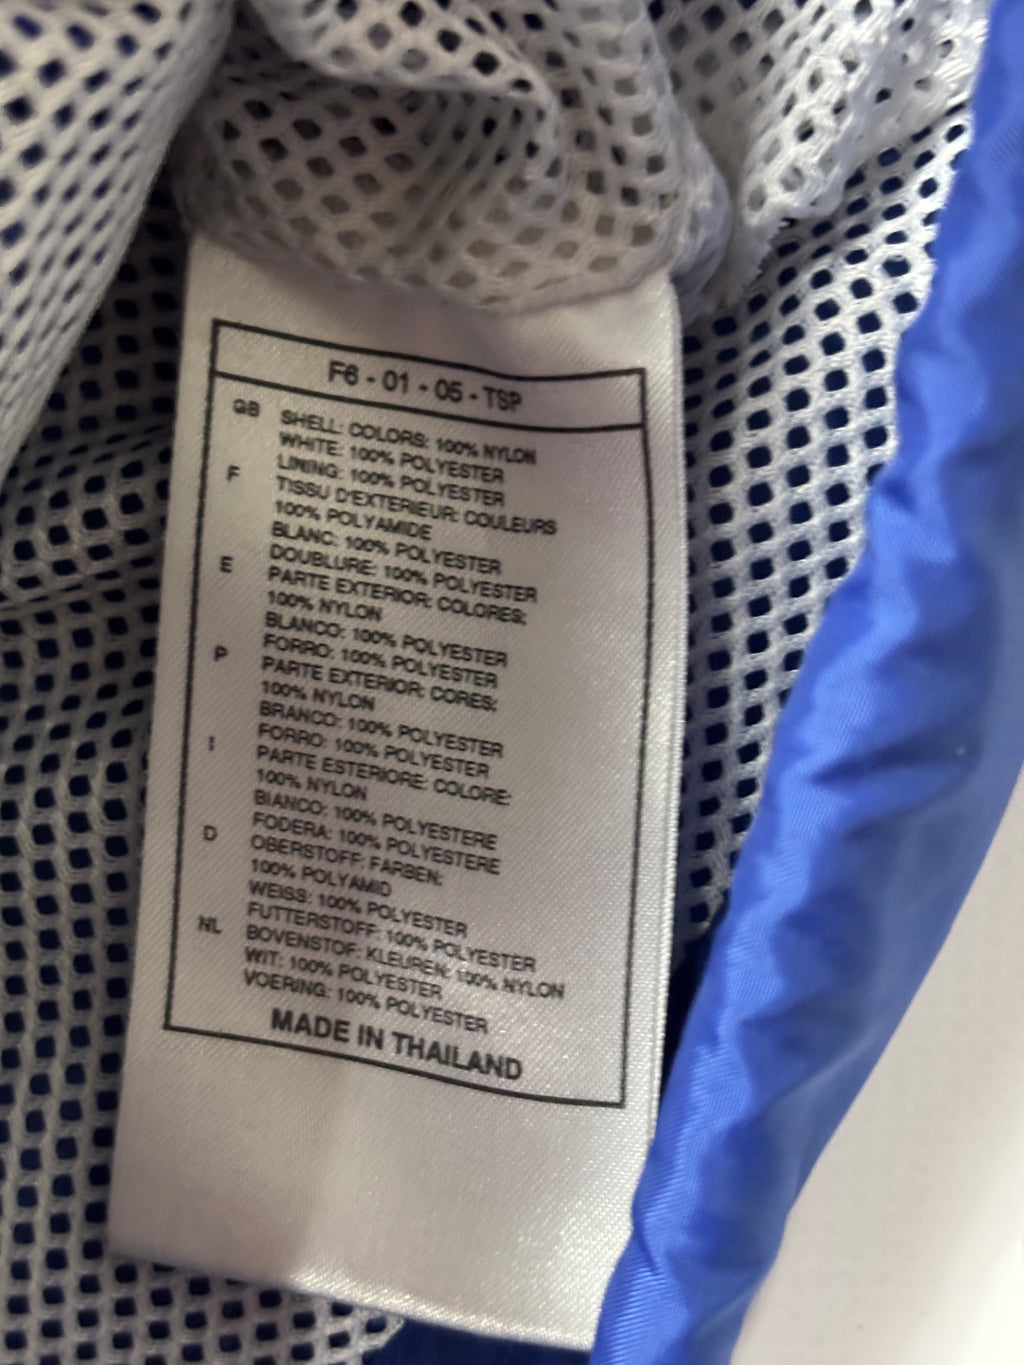 F6 - 01 - 05 - TSP
GB SHELL: COLORS: 100% NYLON
WHITE: 100% POLYESTER
LINING: 100% POLYESTER
F TISSU D'EXTERIEUR: COULEURS
100% POLYAMIDE
BLANC: 100% POLYESTER
DOUBLURE: 100% POLYESTER
E PARTE EXTERIOR: COLORES:
100% NYLON
BLANCO: 100% POLYESTER
FORRO: 100% POLYESTER
P PARTE EXTERIOR: CORES:
100% NYLON
BRANCO: 100% POLYESTER
FORRO: 100% POLYESTER
I PARTE ESTERIORE: COLORE:
100% NYLON
BIANCO: 100% POLYESTERE
FODERA: 100% POLYESTERE
D OBERSTOFF: FARBEN:
100% POLYAMID
WEISS: 100% POLYESTER
FUTTERSTOFF: 100% POLYESTER
NL BOVENSTOF: KLEUREN: 100% NYLON
WIT: 100% POLYESTER
VOERING: 100% POLYESTER
MADE IN THAILAND